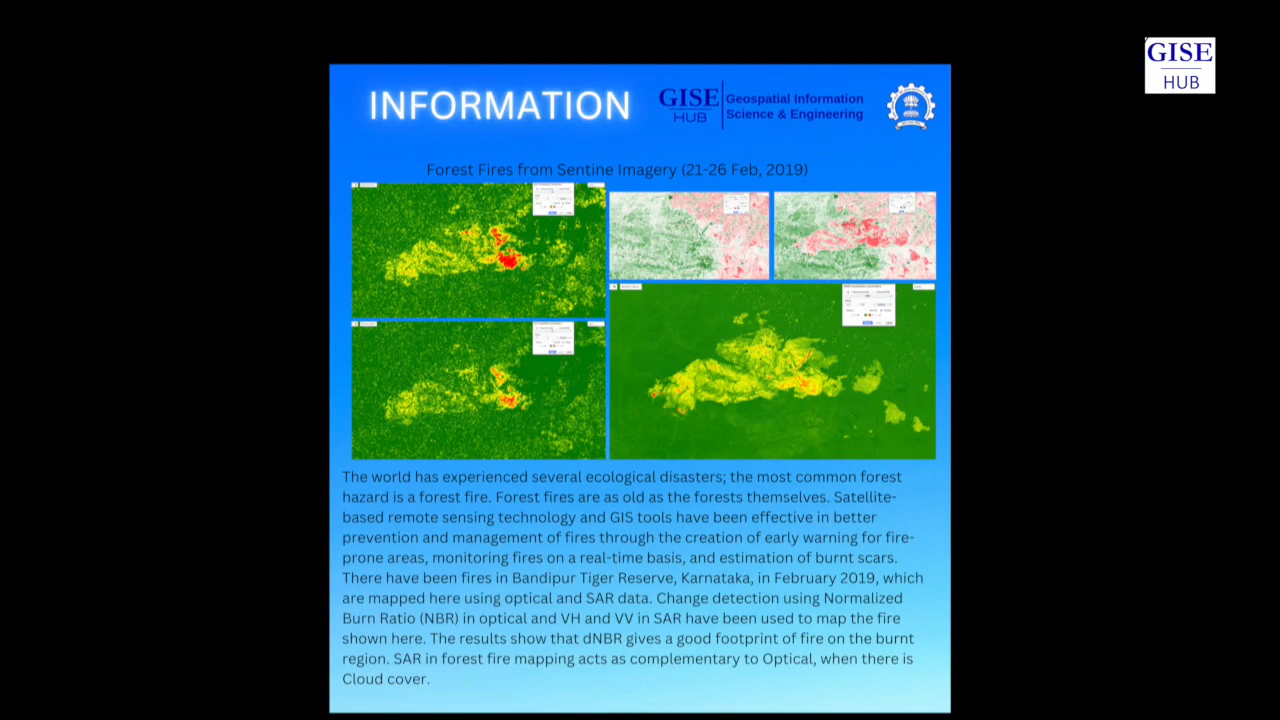 GISE
HUB
INFORMATION
GISE
HUB
Geospatial Information
Science & Engineering
Forest Fires from Sentine Imagery (21-26 Feb, 2019)
The world has experienced several ecological disasters; the most common forest
hazard is a forest fire. Forest fires are as old as the forests themselves. Satellite-
based remote sensing technology and GIS tools have been effective in better
prevention and management of fires through the creation of early warning for fire-
prone areas, monitoring fires on a real-time basis, and estimation of burnt scars.
There have been fires in Bandipur Tiger Reserve, Karnataka, in February 2019, which
are mapped here using optical and SAR data. Change detection using Normalized
Burn Ratio (NBR) in optical and VH and VV in SAR have been used to map the fire
shown here. The results show that dNBR gives a good footprint of fire on the burnt
region. SAR in forest fire mapping acts as complementary to Optical, when there is
Cloud cover.